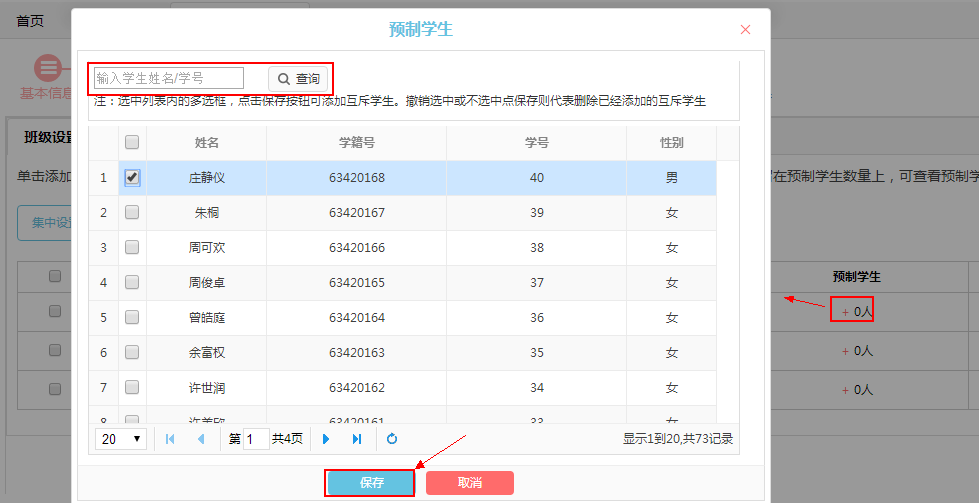 首页
预制学生
基本信息
输入学生姓名/学号 查询
注：选中列表内的多选框，点击保存按钮可添加互斥学生。撤销选中或不选中点保存则代表删除已经添加的互斥学生
班级设置
单击添加
在预制学生数量上，可查看预制学
集中设置
姓名 学籍号 学号 性别
1 庄静仪 63420168 40 男
2 朱桐 63420167 39 女
3 周可欢 63420166 38 女
4 周俊卓 63420165 37 女
5 曾皓庭 63420164 36 女
6 余富权 63420163 35 女
7 许世润 63420162 34 女
8 63420161 33 女
预制学生
+ 0人
+ 0人
+ 0人
20 第 1 共4页 显示1到20,共73记录
保存 取消